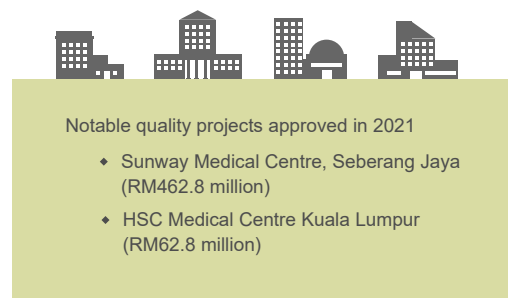 Notable quality projects approved in 2021
◆ Sunway Medical Centre, Seberang Jaya
(RM462.8 million)
◆ HSC Medical Centre Kuala Lumpur
(RM62.8 million)